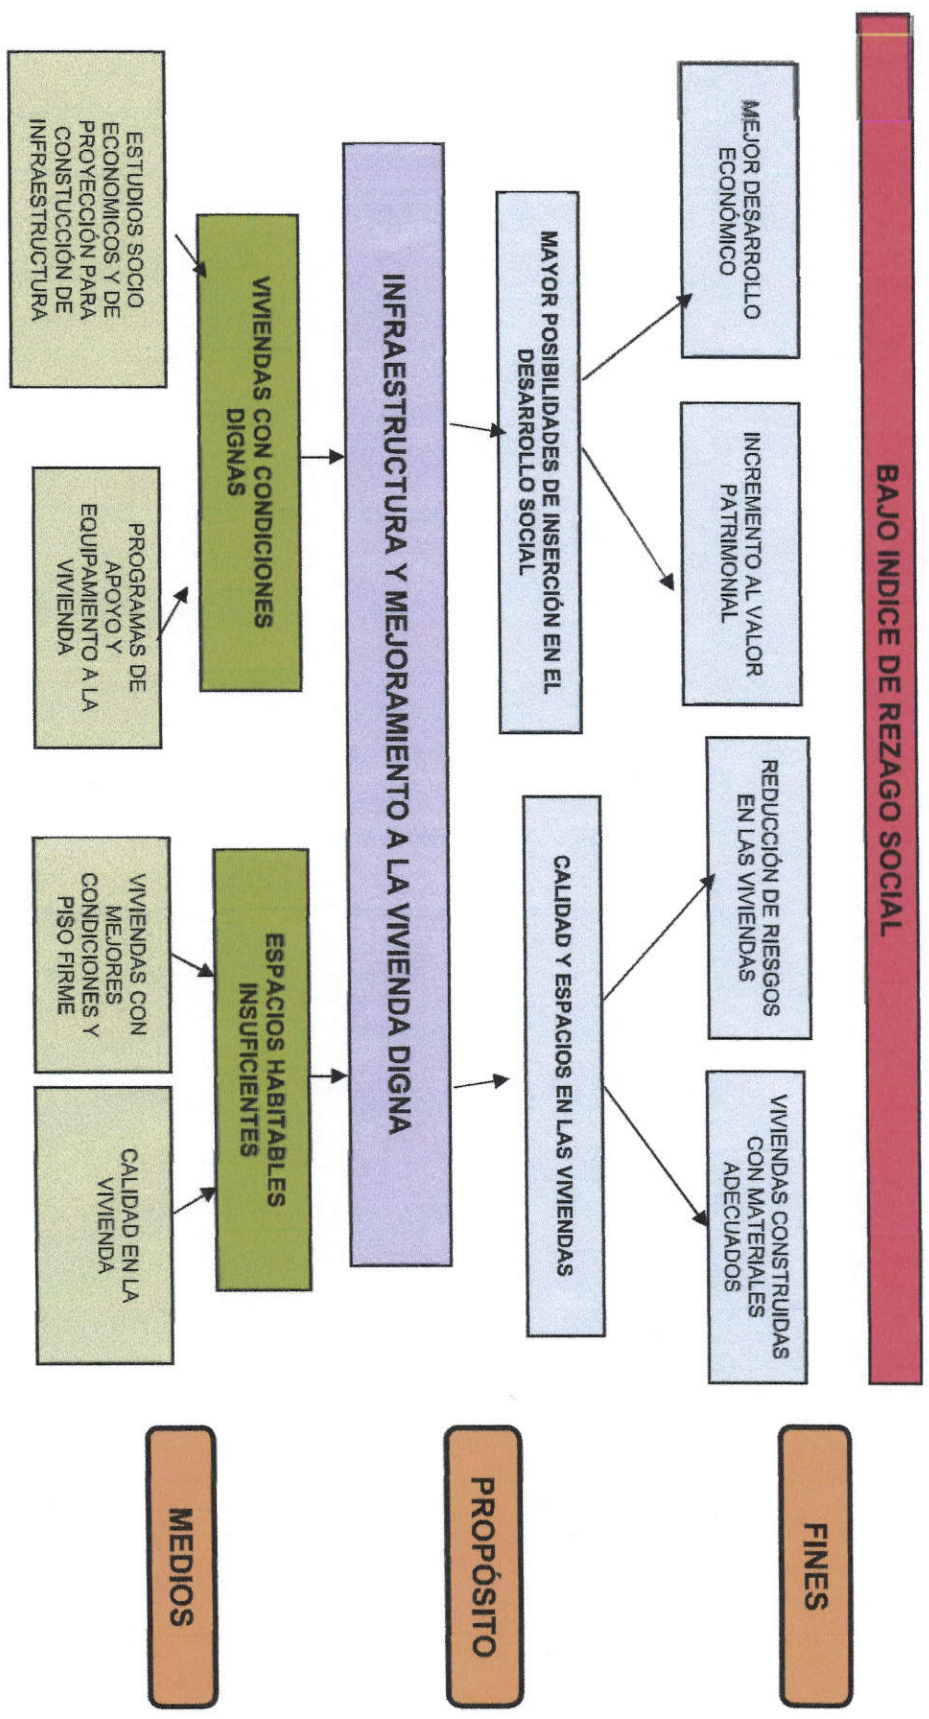 BAJO INDICE DE REZAGO SOCIAL
MEJOR DESARROLLO
ECONÓMICO
INCREMENTO AL VALOR
PATRIMONIAL
REDUCCIÓN DE RIESGOS
EN LAS VIVIENDAS
VIVIENDAS CONSTRUIDAS
CON MATERIALES
ADECUADOS
FINES
MAYOR POSIBILIDADES DE INSERCIÓN EN EL
DESARROLLO SOCIAL
CALIDAD Y ESPACIOS EN LAS VIVIENDAS
INFRAESTRUCTURA Y MEJORAMIENTO A LA VIVIENDA DIGNA
PROPÓSITO
VIVIENDAS CON CONDICIONES
DIGNAS
ESPACIOS HABITABLES
INSUFICIENTES
ESTUDIOS SOCIO
ECONOMICOS Y DE
PROYECCIÓN PARA
CONSTUCCIÓN DE
INFRAESTRUCTURA
PROGRAMAS DE
APOYO Y
EQUIPAMIENTO A LA
VIVIENDA
VIVIENDAS CON
MEJORES
CONDICIONES Y
PISO FIRME
CALIDAD EN LA
VIVIENDA
MEDIOS